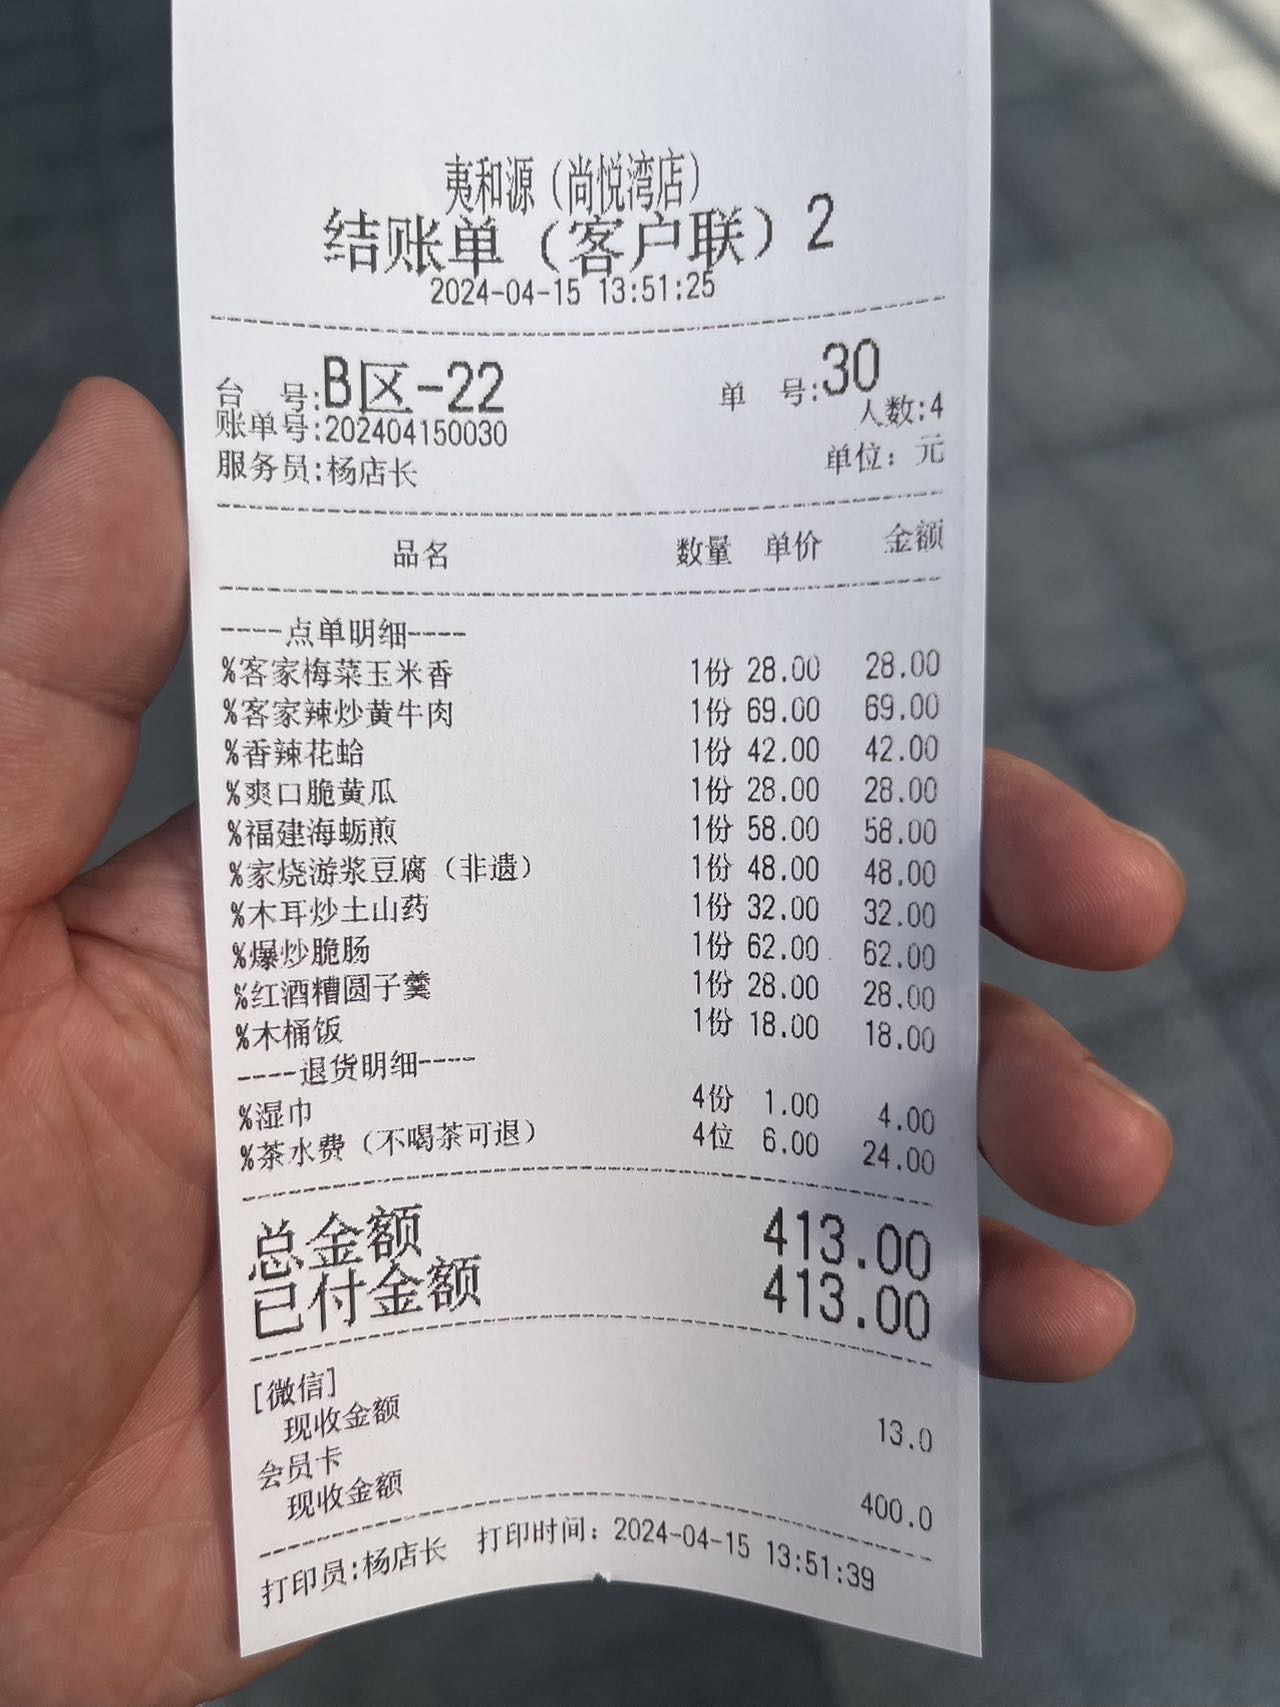 夷和源（尚悦湾店）
结账单（客户联）2
2024-04-15 13:51:25
台 号:B区-22 单 号:30
账单号:202404150030 人数:4
服务员:杨店长 单位：元
品名 数量 单价 金额
----点单明细----
%客家梅菜玉米香 1份 28.00 28.00
%客家辣炒黄牛肉 1份 69.00 69.00
%香辣花蛤 1份 42.00 42.00
%爽口脆黄瓜 1份 28.00 28.00
%福建海蛎煎 1份 58.00 58.00
%家烧游浆豆腐（非遗） 1份 48.00 48.00
%木耳炒土山药 1份 32.00 32.00
%爆炒脆肠 1份 62.00 62.00
%红酒糟圆子羹 1份 28.00 28.00
%木桶饭 1份 18.00 18.00
----退货明细----
%湿巾 4份 1.00 4.00
%茶水费（不喝茶可退） 4位 6.00 24.00
总金额 413.00
已付金额 413.00
[微信]
现收金额 13.0
会员卡
现收金额 400.0
打印员:杨店长 打印时间：2024-04-15 13:51:39